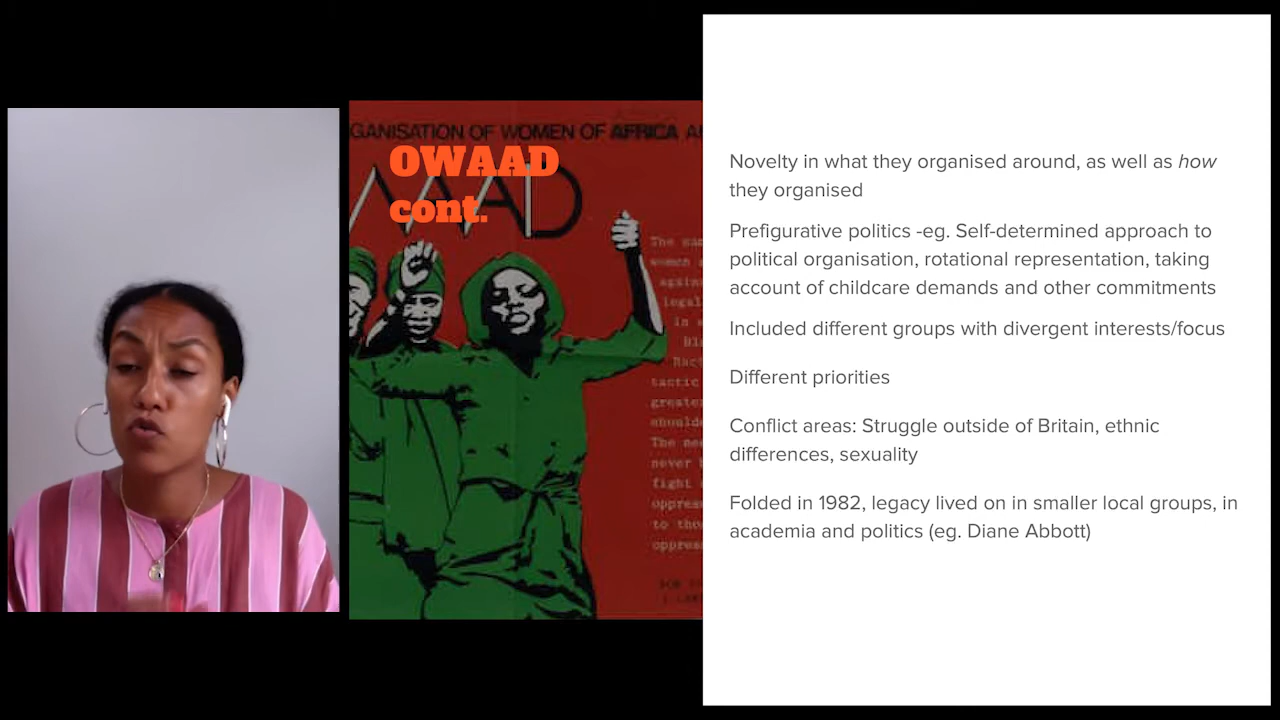 GANISATION OF WOMEN OF AFRICA
OWAAD
cont.
Novelty in what they organised around, as well as how
they organised
Prefigurative politics -eg. Self-determined approach to
political organisation, rotational representation, taking
account of childcare demands and other commitments
Included different groups with divergent interests/focus
Different priorities
Conflict areas: Struggle outside of Britain, ethnic
differences, sexuality
Folded in 1982, legacy lived on in smaller local groups, in
academia and politics (eg. Diane Abbott)